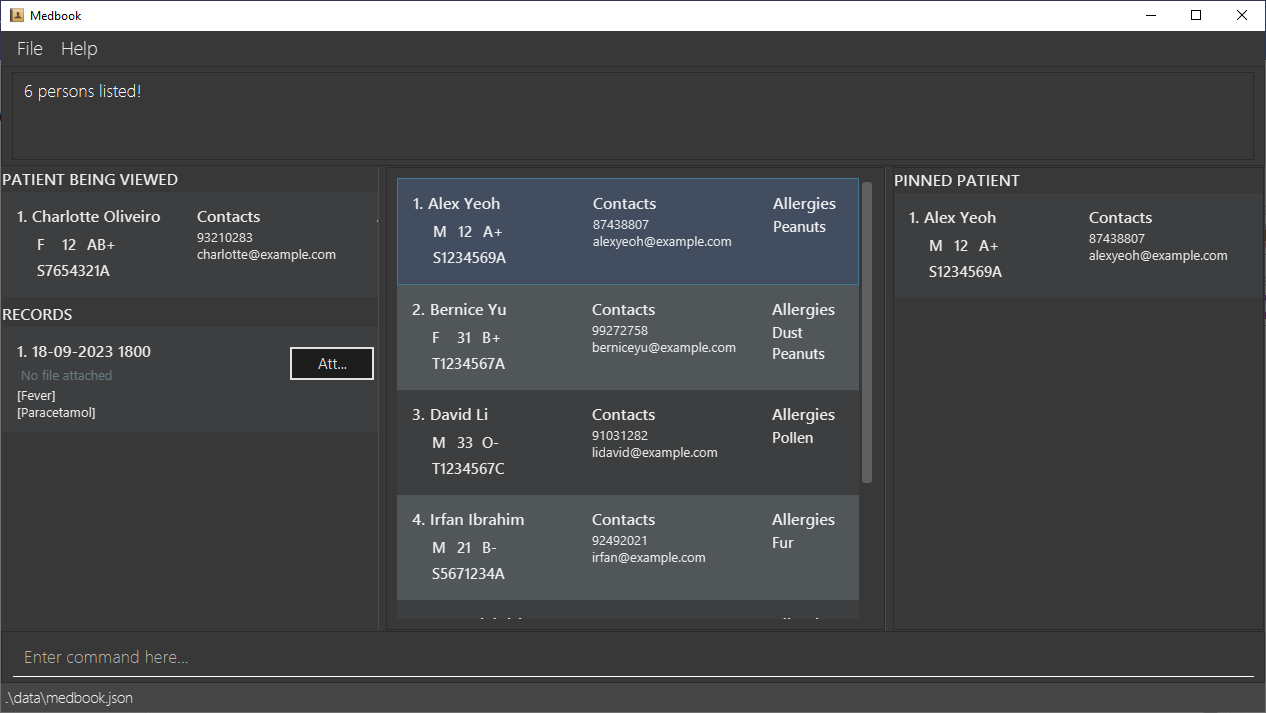 Medbook
File Help
6 persons listed!
PATIENT BEING VIEWED
1. Charlotte Oliveiro
F 12 AB+
S7654321A
Contacts
93210283
charlotte@example.com
RECORDS
1. 18-09-2023 1800
No file attached
[Fever]
[Paracetamol]
Att...
1. Alex Yeoh
M 12 A+
S1234569A
Contacts
87438807
alexyeoh@example.com
Allergies
Peanuts
2. Bernice Yu
F 31 B+
T1234567A
Contacts
99272758
berniceyu@example.com
Allergies
Dust
Peanuts
3. David Li
M 33 O-
T1234567C
Contacts
91031282
lidavid@example.com
Allergies
Pollen
4. Irfan Ibrahim
M 21 B-
S5671234A
Contacts
92492021
irfan@example.com
Allergies
Fur
PINNED PATIENT
1. Alex Yeoh
M 12 A+
S1234569A
Contacts
87438807
alexyeoh@example.com
Enter command here...
.\data\medbook.json